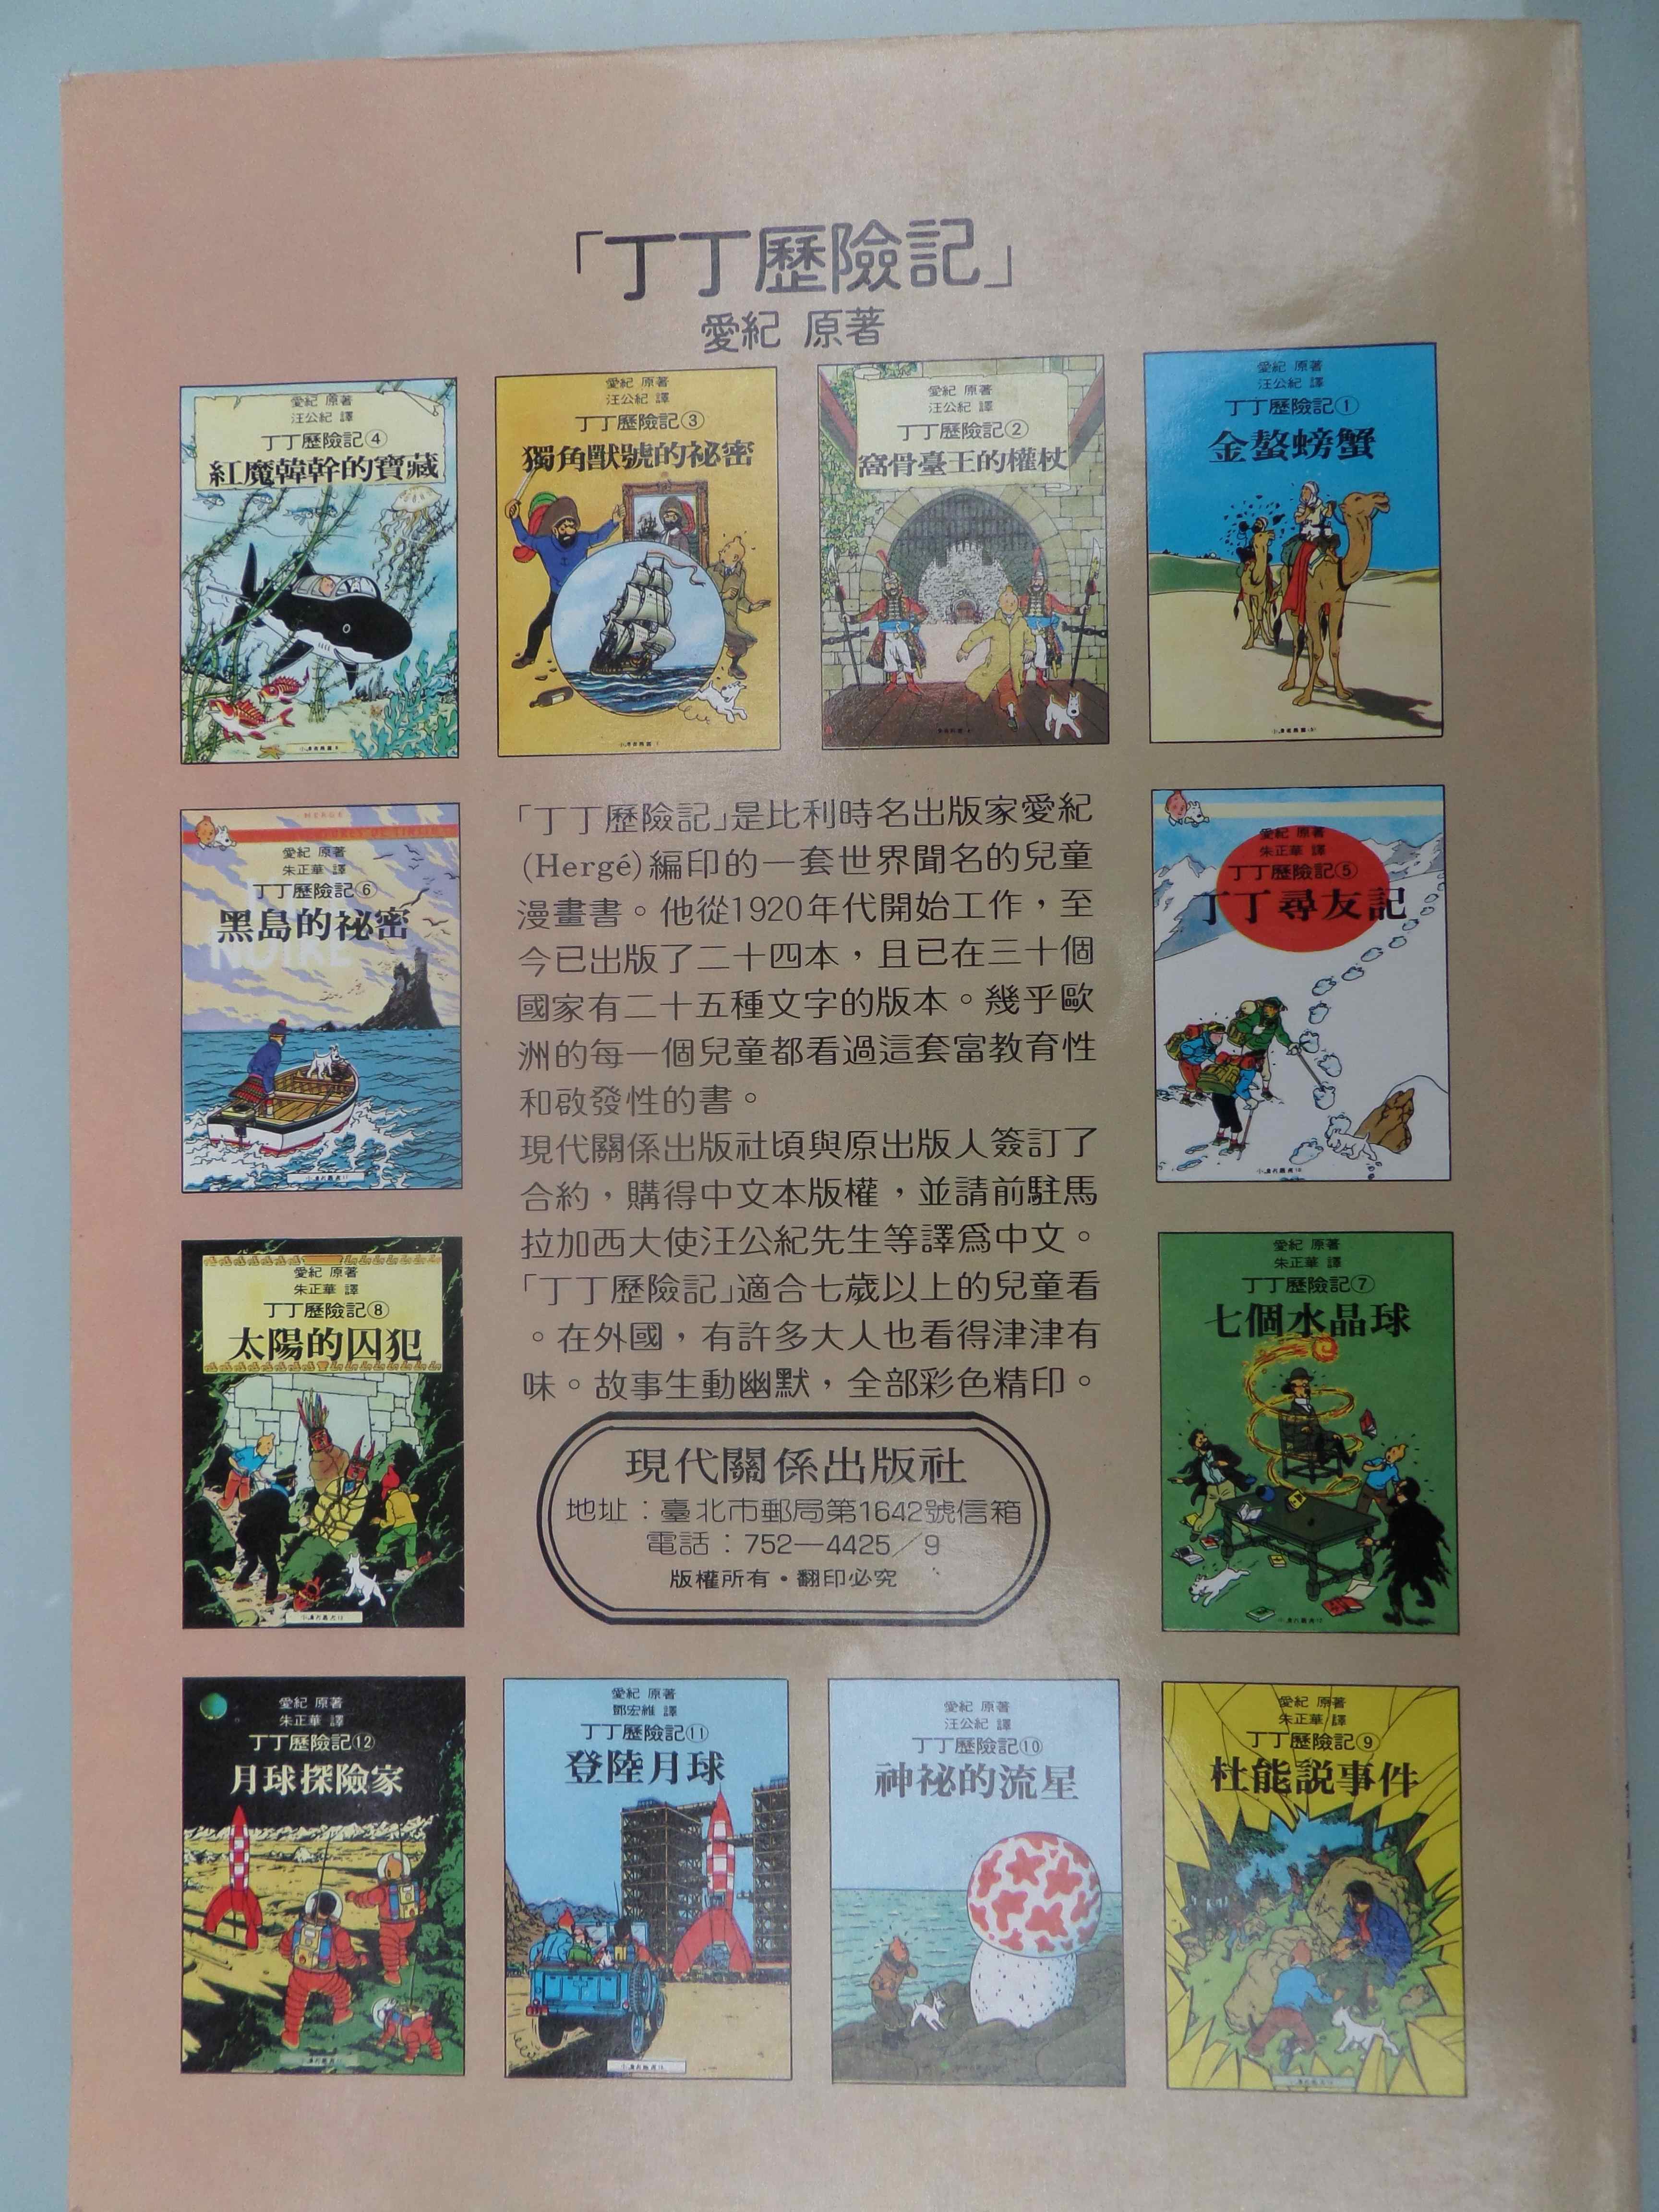 「丁丁歷險記」
愛紀 原著
愛紀 原著
汪公紀 譯
丁丁歷險記④
紅魔韓幹的寶藏
愛紀 原著
汪公紀 譯
丁丁歷險記③
獨角獸號的祕密
愛紀 原著
汪公紀 譯
丁丁歷險記②
窩骨臺王的權杖
愛紀 原著
汪公紀 譯
丁丁歷險記①
金螯螃蟹
愛紀 原著
朱正華 譯
丁丁歷險記⑥
黑島的祕密
「丁丁歷險記」是比利時名出版家愛紀
(Hergé)編印的一套世界聞名的兒童
漫畫書。他從1920年代開始工作，至
今已出版了二十四本，且已在三十個
國家有二十五種文字的版本。幾乎歐
洲的每一個兒童都看過這套富教育性
和啟發性的書。
現代關係出版社頃與原出版人簽訂了
合約，購得中文本版權，並請前駐馬
拉加西大使汪公紀先生等譯爲中文。
「丁丁歷險記」適合七歲以上的兒童看
。在外國，有許多大人也看得津津有
味。故事生動幽默，全部彩色精印。
愛紀 原著
朱正華 譯
丁丁歷險記⑤
丁丁尋友記
愛紀 原著
朱正華 譯
丁丁歷險記⑧
太陽的囚犯
愛紀 原著
朱正華 譯
丁丁歷險記⑦
七個水晶球
現代關係出版社
地址：臺北市郵局第1642號信箱
電話：752—4425／9
版權所有・翻印必究
愛紀 原著
朱正華 譯
丁丁歷險記⑫
月球探險家
愛紀 原著
鄧宏維 譯
丁丁歷險記⑪
登陸月球
愛紀 原著
汪公紀 譯
丁丁歷險記⑩
神祕的流星
愛紀 原著
朱正華 譯
丁丁歷險記⑨
杜能説事件